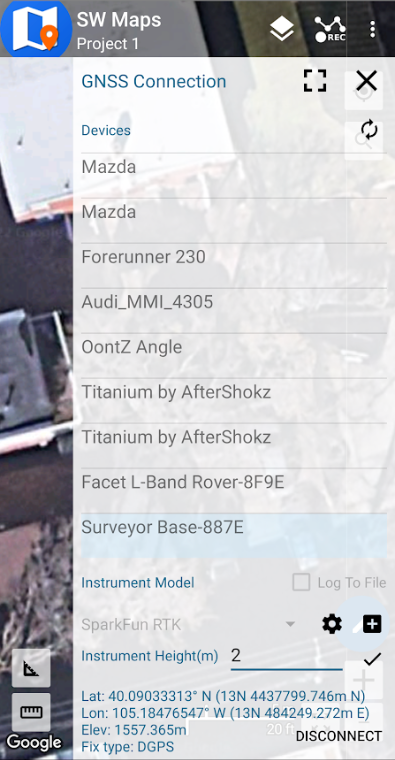 SW Maps
Project 1
REC
GNSS Connection
Devices
Mazda
Mazda
Forerunner 230
Audi_MMI_4305
OontZ Angle
Titanium by AfterShokz
Titanium by AfterShokz
Facet L-Band Rover-8F9E
Surveyor Base-887E
Instrument Model
Log To File
SparkFun RTK
Instrument Height(m) 2
Lat: 40.09033313° N (13N 4437799.746m N)
Lon: 105.18476547° W (13N 484249.272m E)
Elev: 1557.365m
20 ft
DISCONNECT
Fix type: DGPS
Google